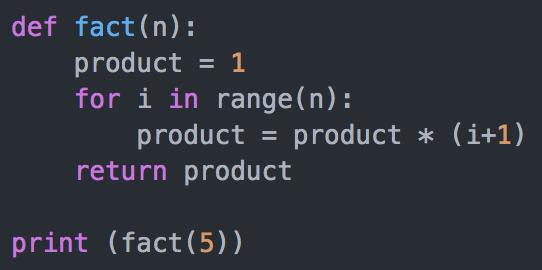 def fact(n):
    product = 1
    for i in range(n):
        product = product * (i+1)
    return product

print (fact(5))